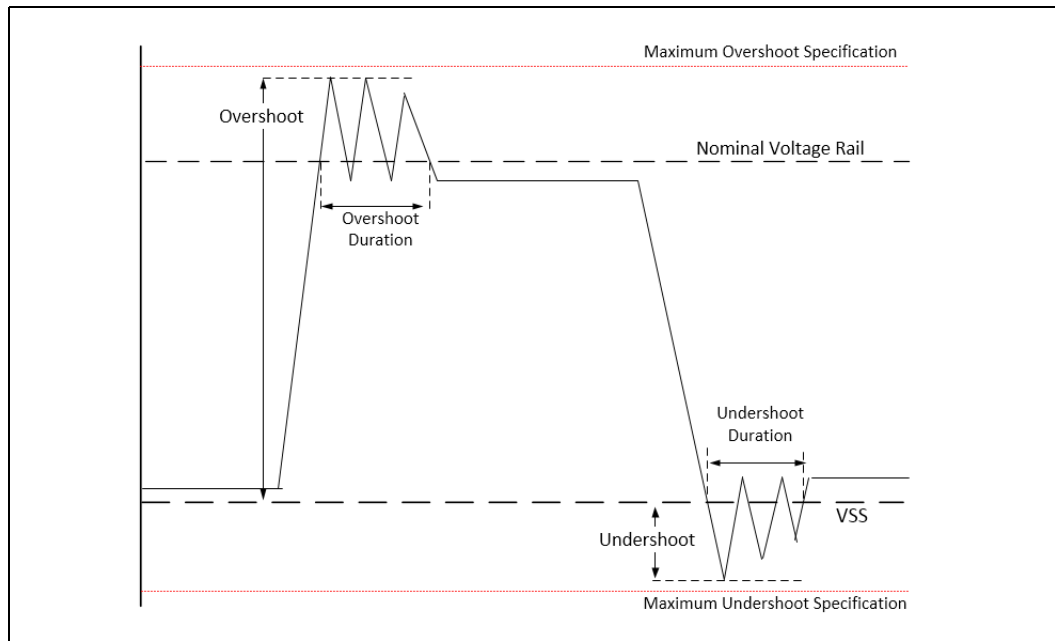 Maximum Overshoot Specification
Overshoot
Nominal Voltage Rail
Overshoot
Duration
Undershoot
Duration
VSS
Undershoot
Maximum Undershoot Specification